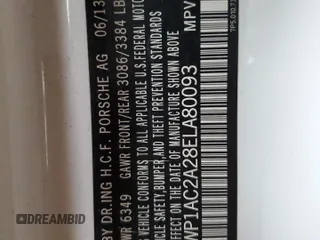 BY DR.ING H.C.F. PORSCHE AG 06/13
WR 6349 GAWR FRONT/REAR 3086/3384 LB
S VEHICLE CONFORMS TO ALL APPLICABLE U.S. FEDERAL MOTOR
VEHICLE SAFETY, BUMPER, AND THEFT PREVENTION
STANDARDS IN EFFECT ON THE DATE OF MANUFACTURE SHOWN ABOVE
WP1AC2A28ELA80093 MPV
DREAMBID